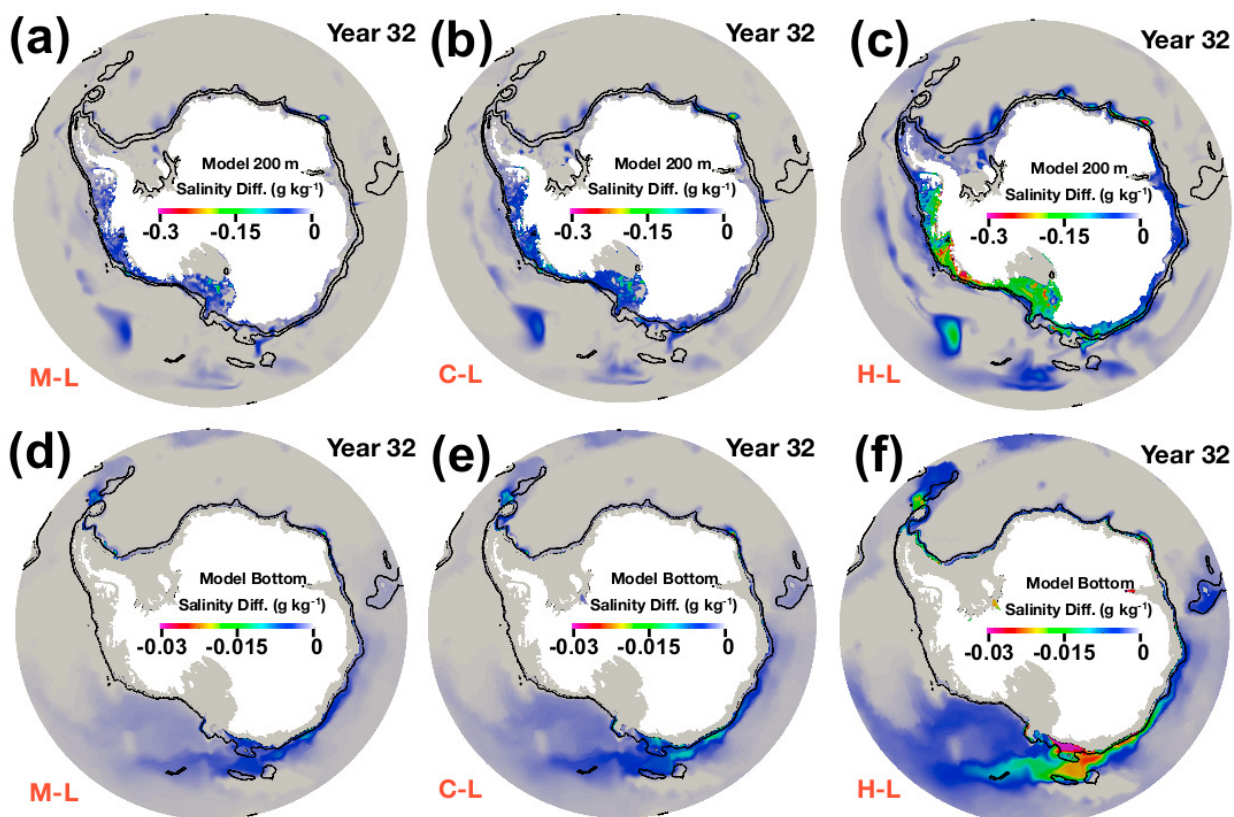 (a) Year 32
Model 200 m
Salinity Diff. (g kg⁻¹)
-0.3 -0.15 0
M-L
(b) Year 32
Model 200 m
Salinity Diff. (g kg⁻¹)
-0.3 -0.15 0
C-L
(c) Year 32
Model 200 m
Salinity Diff. (g kg⁻¹)
-0.3 -0.15 0
H-L
(d) Year 32
Model Bottom
Salinity Diff. (g kg⁻¹)
-0.03 -0.015 0
M-L
(e) Year 32
Model Bottom
Salinity Diff. (g kg⁻¹)
-0.03 -0.015 0
C-L
(f) Year 32
Model Bottom
Salinity Diff. (g kg⁻¹)
-0.03 -0.015 0
H-L